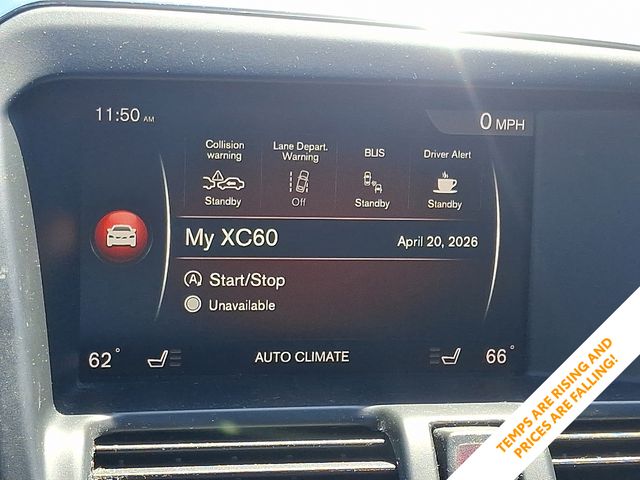 11:50 AM
0 MPH
Collision warning
Lane Depart. Warning
BLIS
Driver Alert
Standby
Off
Standby
Standby
My XC60
April 20, 2026
Start/Stop
Unavailable
62°
AUTO CLIMATE
66°
TEMPS ARE RISING AND
PRICES ARE FALLING!